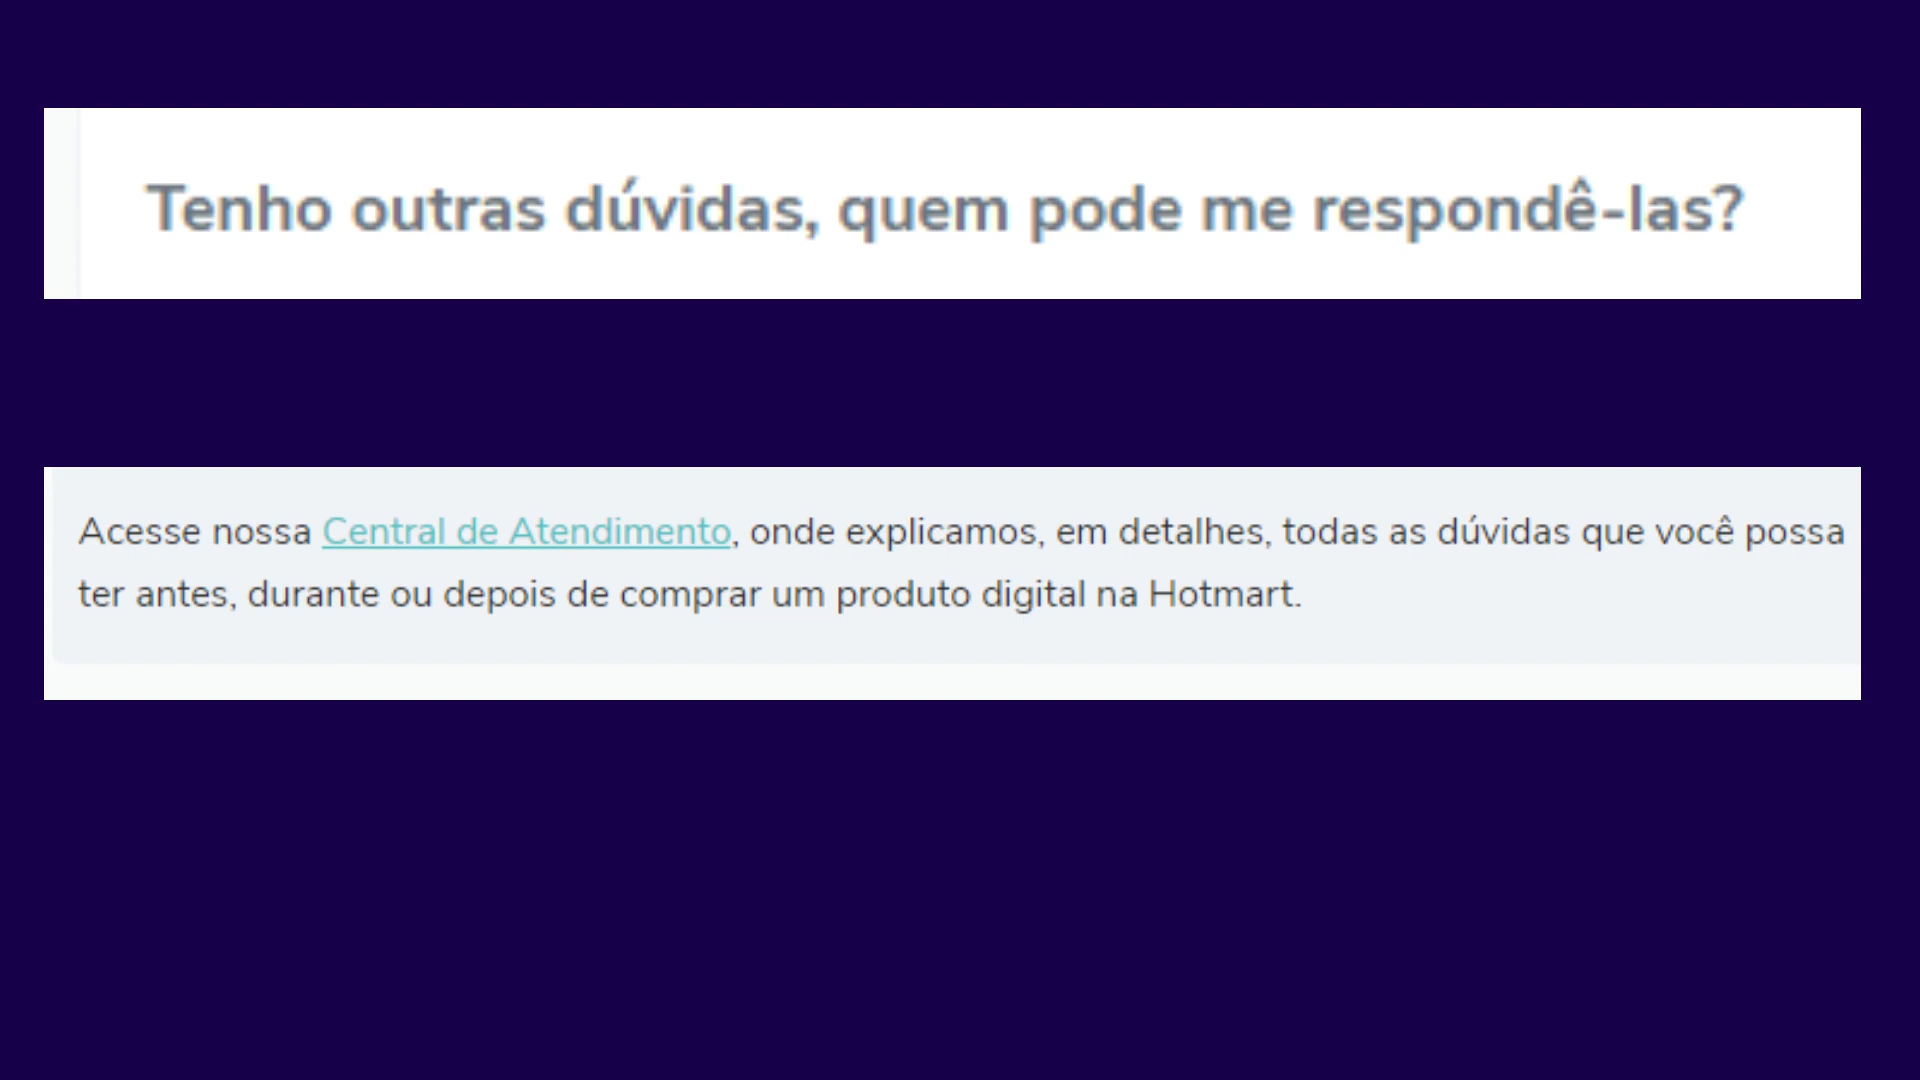 Tenho outras dúvidas, quem pode me respondê-las?
Acesse nossa Central de Atendimento, onde explicamos, em detalhes, todas as dúvidas que você possa
ter antes, durante ou depois de comprar um produto digital na Hotmart.